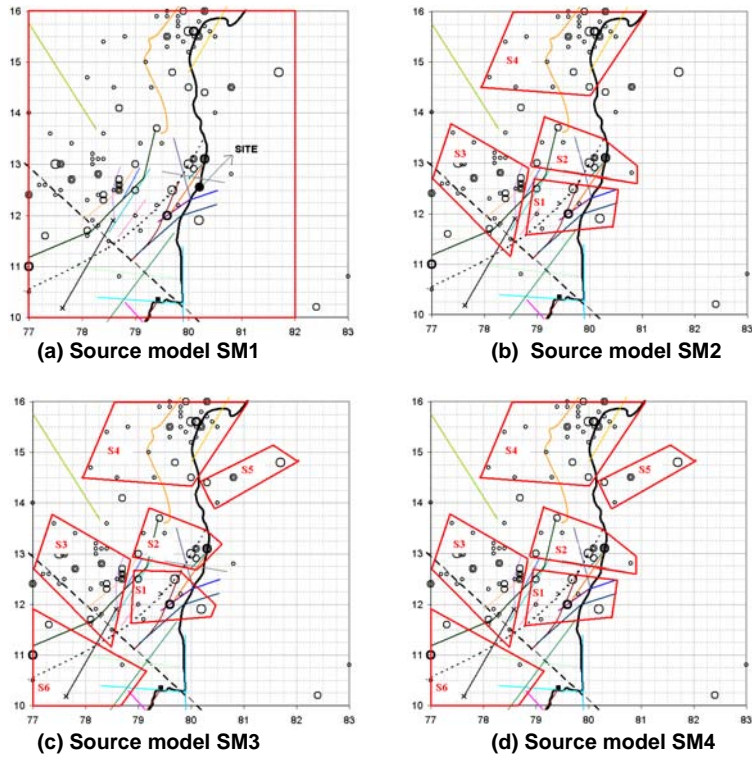 16
15
14
13
12
11
10
77 78 79 80 81 82 83
SITE
(a) Source model SM1
16
15
14
13
12
11
10
77 78 79 80 81 82 83
S4
S3
S2
S1
(b) Source model SM2
16
15
14
13
12
11
10
77 78 79 80 81 82 83
S4
S5
S3
S2
S1
S6
(c) Source model SM3
16
15
14
13
12
11
10
77 78 79 80 81 82 83
S4
S5
S3
S2
S1
S6
(d) Source model SM4